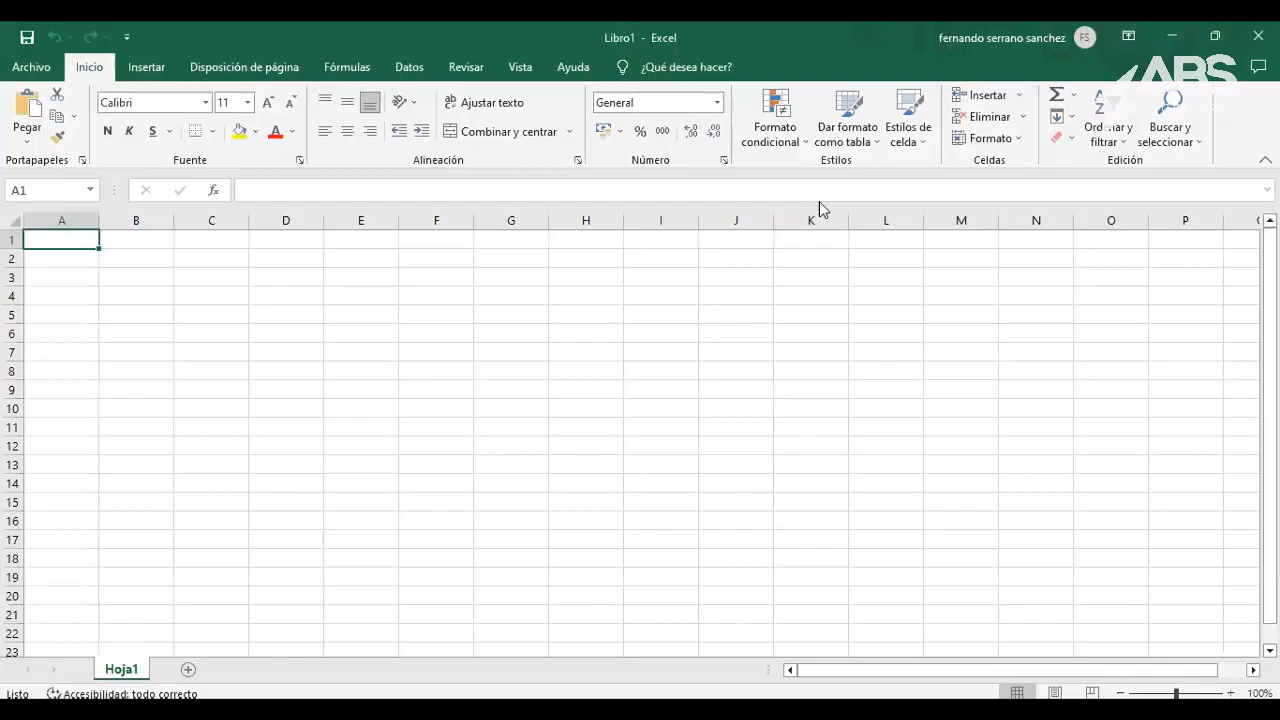 Libro1 - Excel
fernando serrano sanchez FS
ABS
Archivo Inicio Insertar Disposición de página Fórmulas Datos Revisar Vista Ayuda ¿Qué desea hacer?
Pegar
Portapapeles
Calibri 11 A A
N K S A
Fuente
ab Ajustar texto
Combinar y centrar
Alineación
General
% 000
Número
Formato condicional
Dar formato como tabla
Estilos de celda
Estilos
Insertar
Eliminar
Formato
Celdas
Σ
Ordenar y filtrar
Buscar y seleccionar
Edición
A1 fx
A B C D E F G H I J K L M N O P
1
2
3
4
5
6
7
8
9
10
11
12
13
14
15
16
17
18
19
20
21
22
23
Hoja1
Listo Accesibilidad: todo correcto 100%